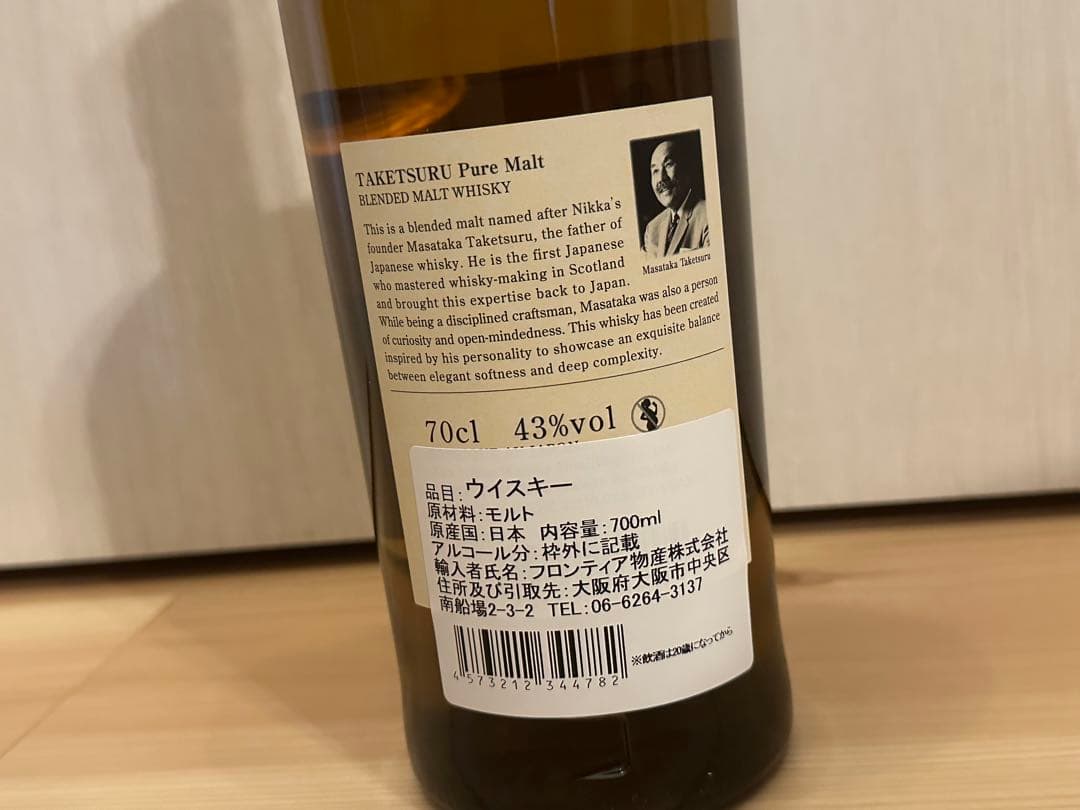 TAKETSURU Pure Malt
BLENDED MALT WHISKY
This is a blended malt named after Nikka's
founder Masataka Taketsuru, the father of
Japanese whisky. He is the first Japanese
who mastered whisky-making in Scotland
and brought this expertise back to Japan.
While being a disciplined craftsman, Masataka was also a person
of curiosity and open-mindedness. This whisky has been created
inspired by his personality to showcase an exquisite balance
between elegant softness and deep complexity.
Masataka Taketsuru
70cl 43%vol
品目:ウイスキー
原材料:モルト
原産国:日本 内容量:700ml
アルコール分:枠外に記載
輸入者氏名:フロンティア物産株式会社
住所及び引取先:大阪府大阪市中央区
南船場2-3-2 TEL:06-6264-3137
4573212344782
※飲酒は20歳になってから